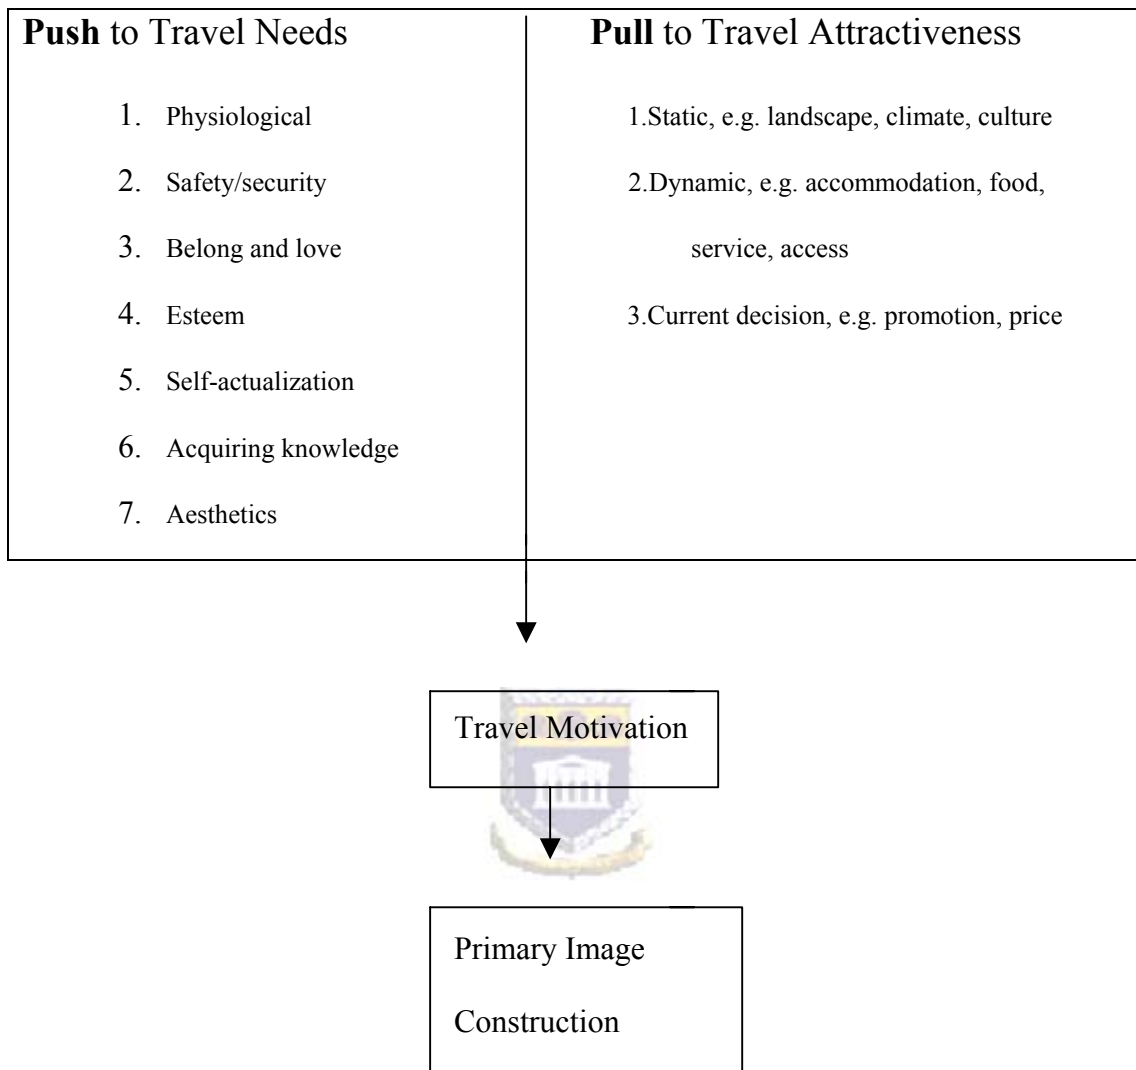 Push to Travel Needs
1. Physiological
2. Safety/security
3. Belong and love
4. Esteem
5. Self-actualization
6. Acquiring knowledge
7. Aesthetics
Pull to Travel Attractiveness
1.Static, e.g. landscape, climate, culture
2.Dynamic, e.g. accommodation, food,
service, access
3.Current decision, e.g. promotion, price
Travel Motivation
Primary Image
Construction